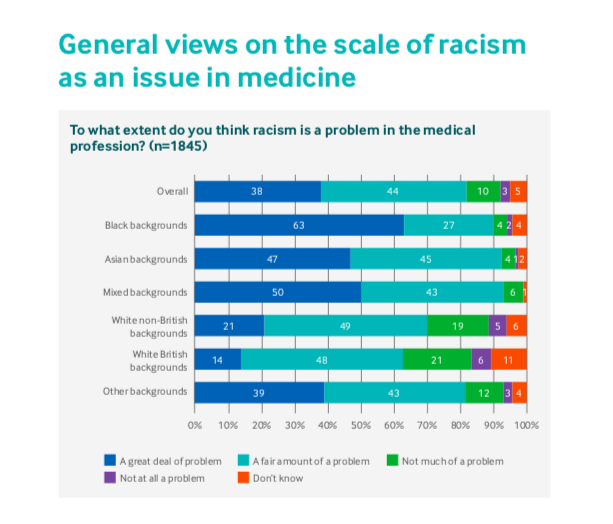 General views on the scale of racism
as an issue in medicine
To what extent do you think racism is a problem in the medical
profession? (n=1845)
Overall 38 44 10 3 5
Black backgrounds 63 27 4 2 4
Asian backgrounds 47 45 4 1 2
Mixed backgrounds 50 43 6 1
White non-British
backgrounds 21 49 19 5 6
White British
backgrounds 14 48 21 6 11
Other backgrounds 39 43 12 3 4
0% 10% 20% 30% 40% 50% 60% 70% 80% 90% 100%
A great deal of problem A fair amount of a problem Not much of a problem
Not at all a problem Don't know